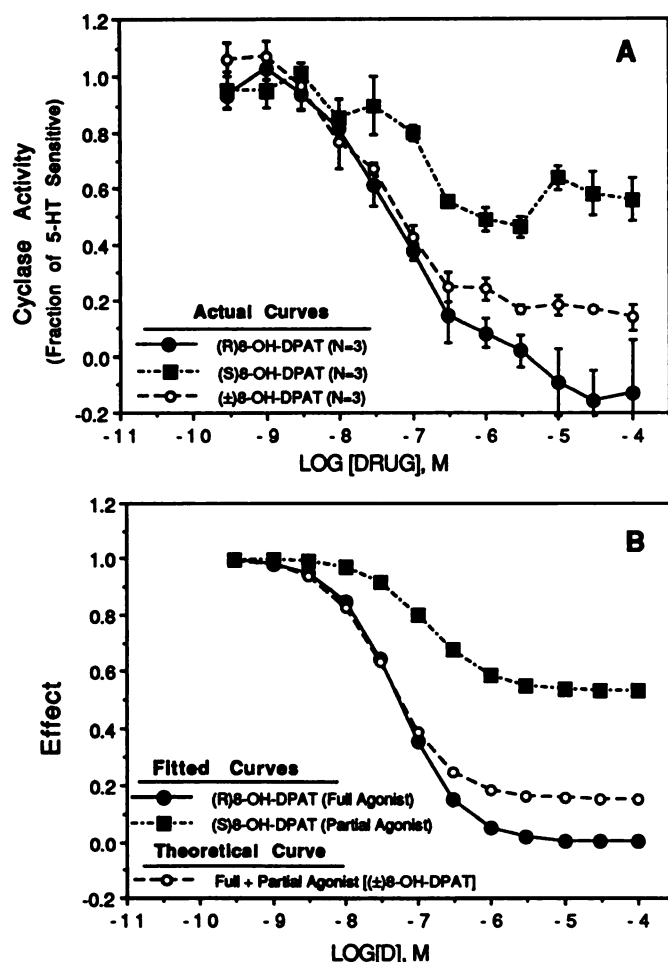 A
1.2
1.0
0.8
0.6
0.4
0.2
0.0
-0.2
Cyclase Activity
(Fraction of 5-HT Sensitive)
Actual Curves
(R)8-OH-DPAT (N=3)
(S)8-OH-DPAT (N=3)
(±)8-OH-DPAT (N=3)
-11 -10 -9 -8 -7 -6 -5 -4
LOG [DRUG], M
B
1.2
1.0
0.8
0.6
0.4
0.2
0.0
-0.2
Effect
Fitted Curves
(R)8-OH-DPAT (Full Agonist)
(S)8-OH-DPAT (Partial Agonist)
Theoretical Curve
Full + Partial Agonist [(±)8-OH-DPAT]
-11 -10 -9 -8 -7 -6 -5 -4
LOG[D], M